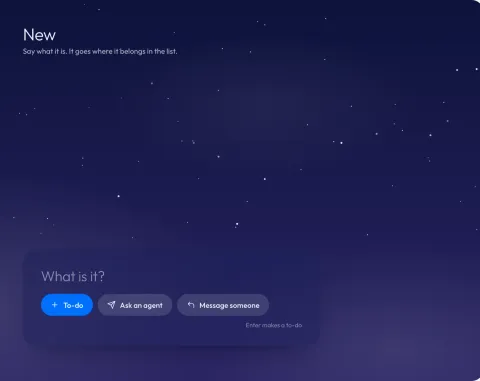 New
Say what it is. It goes where it belongs in the list.
What is it?
To-do
Ask an agent
Message someone
Enter makes a to-do